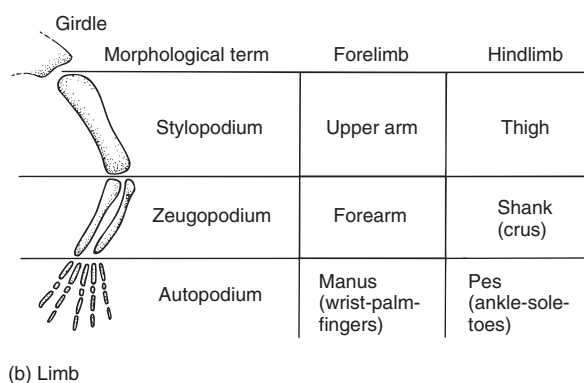 Girdle
Morphological term Forelimb Hindlimb
Stylopodium Upper arm Thigh
Zeugopodium Forearm Shank
(crus)
Autopodium Manus
(wrist-palm-
fingers) Pes
(ankle-sole-
toes)
(b) Limb